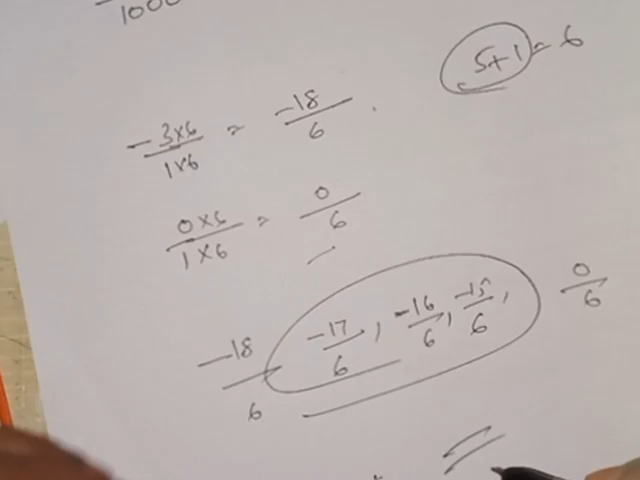 1000
5+1 = 6
-3×6/1×6 = -18/6.
0×6/1×6 = 0/6
-18/6 -17/6, -16/6, -15/6, 0/6